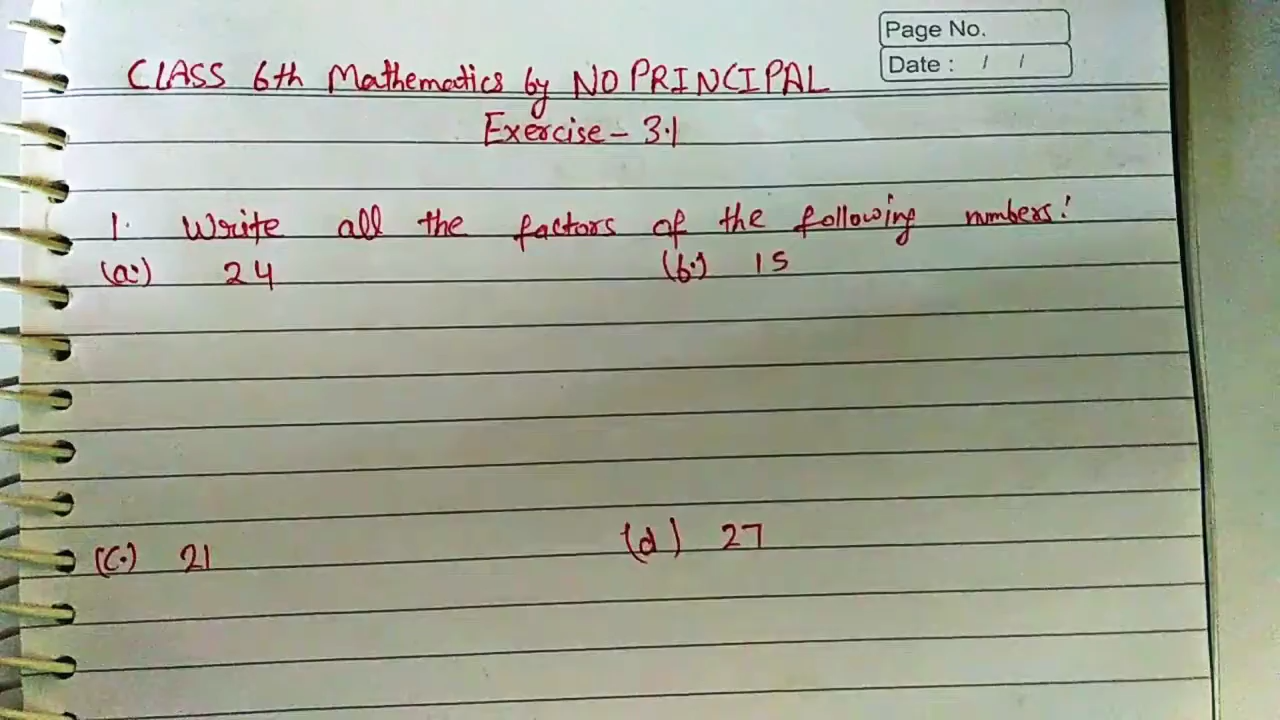 Page No.
Date : / /
CLASS 6th Mathematics by NO PRINCIPAL
Exercise - 3.1
1. Write all the factors of the following numbers:
(a.) 24 (b.) 15
(c.) 21 (d) 27